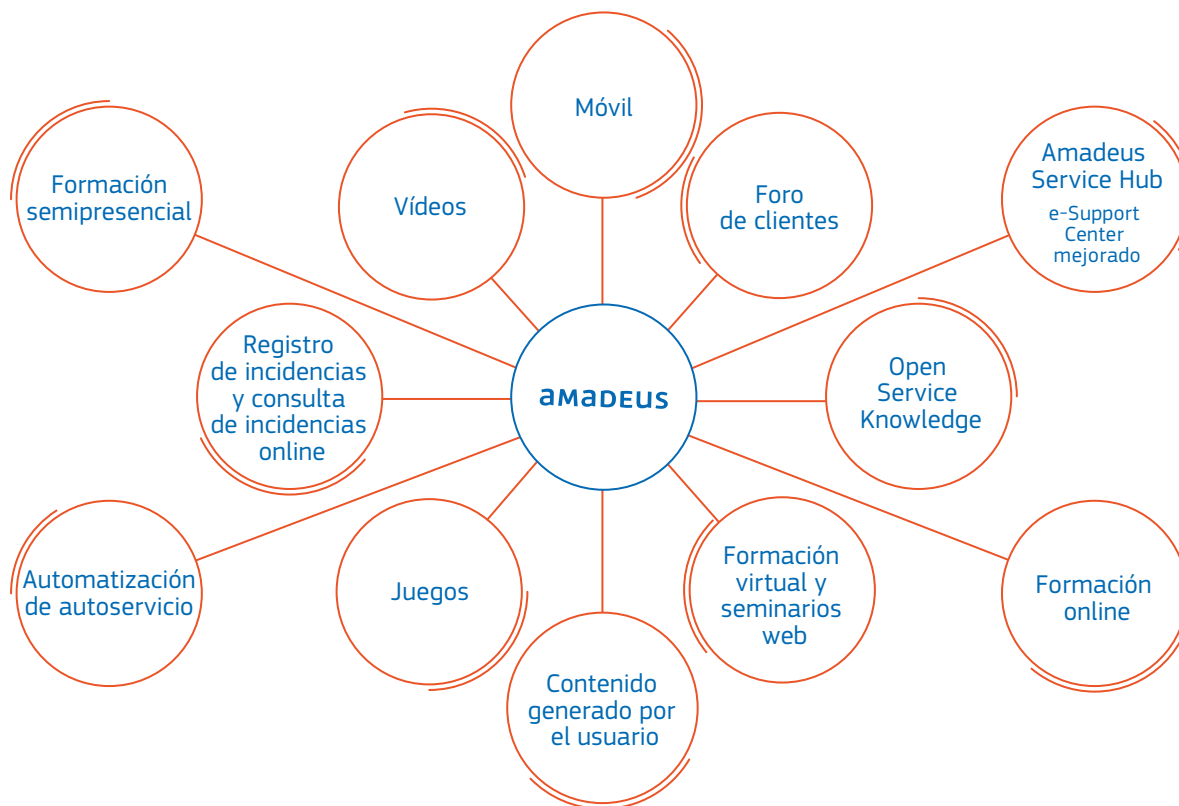 Móvil
Formación
semipresencial
Vídeos
Foro
de clientes
Amadeus
Service Hub
e-Support
Center
mejorado
Registro
de incidencias
y consulta
de incidencias
online
aMaDEUS
Open
Service
Knowledge
Automatización
de autoservicio
Juegos
Formación
virtual y
seminarios
web
Formación
online
Contenido
generado por
el usuario